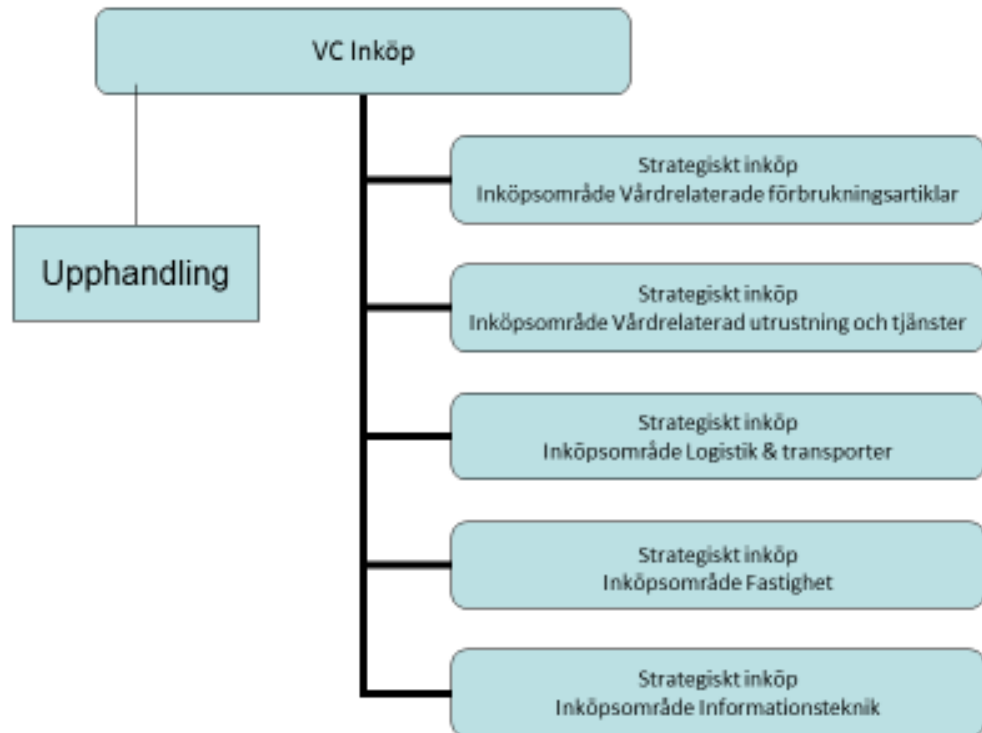 VC Inköp
Upphandling
Strategiskt inköp
Inköpsområde Vårdrelaterade förbrukningsartiklar
Strategiskt inköp
Inköpsområde Vårdrelaterad utrustning och tjänster
Strategiskt inköp
Inköpsområde Logistik & transporter
Strategiskt inköp
Inköpsområde Fastighet
Strategiskt inköp
Inköpsområde Informationsteknik